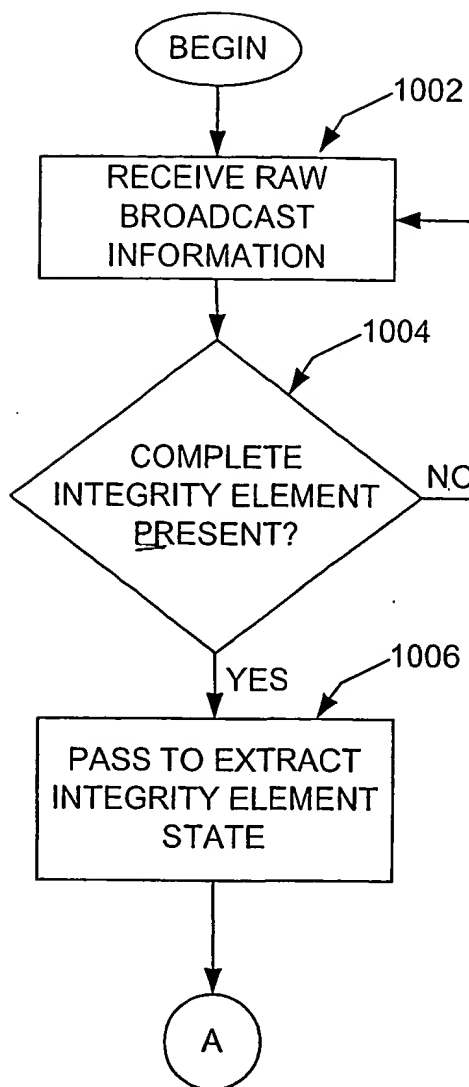 BEGIN
1002
RECEIVE RAW
BROADCAST
INFORMATION
1004
COMPLETE
INTEGRITY ELEMENT
PRESENT?
NO
YES
1006
PASS TO EXTRACT
INTEGRITY ELEMENT
STATE
A